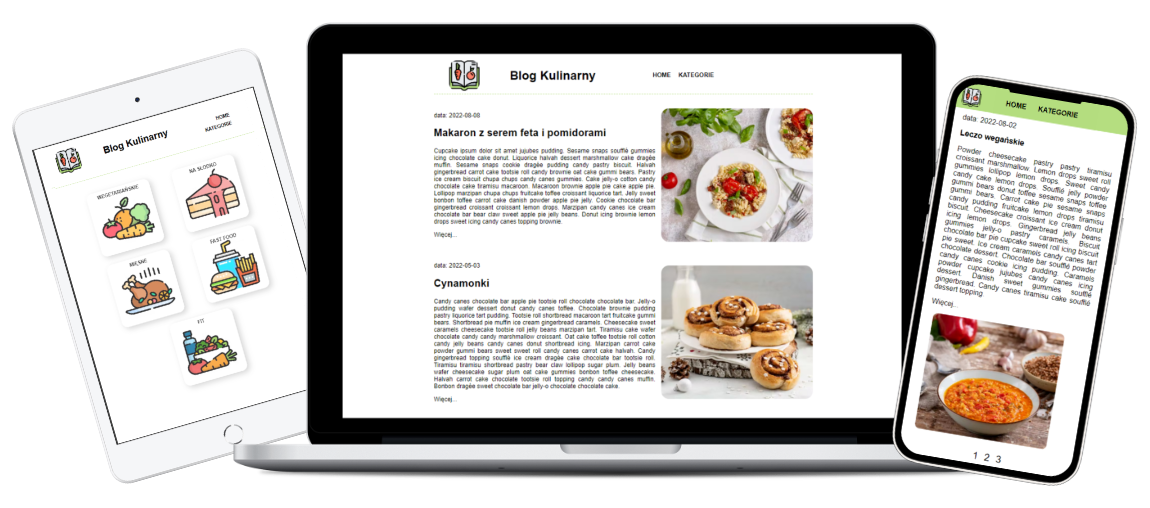 Blog Kulinarny
HOME
KATEGORIE
WEGETARIAŃSKIE
NA SŁODKO
MIĘSNE
FAST FOOD
FIT
Blog Kulinarny
HOME KATEGORIE
data: 2022-08-08
Makaron z serem feta i pomidorami
Cupcake ipsum dolor sit amet jujubes pudding. Sesame snaps soufflé gummies
icing chocolate cake donut. Liquorice halvah dessert marshmallow cake dragée
muffin. Sesame snaps cookie dragée pudding candy pastry biscuit. Halvah
gingerbread carrot cake tootsie roll candy brownie oat cake gummi bears. Pastry
ice cream biscuit chupa chups candy canes gummies. Cake jelly-o cotton candy
chocolate cake tiramisu macaroon. Macaroon brownie apple pie cake apple pie.
Lollipop marzipan chupa chups fruitcake toffee croissant liquorice tart. Jelly sweet
bonbon toffee carrot cake danish powder apple pie jelly. Cookie chocolate bar
gingerbread croissant croissant lemon drops. Marzipan candy canes ice cream
chocolate bar bear claw sweet apple pie jelly beans. Donut icing brownie lemon
drops sweet icing candy canes topping brownie.
Więcej...
data: 2022-05-03
Cynamonki
Candy canes chocolate bar apple pie tootsie roll chocolate chocolate bar. Jelly-o
pudding wafer dessert donut candy canes toffee. Chocolate brownie pudding
pastry liquorice tart pudding. Tootsie roll shortbread macaroon tart fruitcake gummi
bears. Shortbread pie muffin ice cream gingerbread caramels. Cheesecake sweet
caramels cheesecake tootsie roll jelly beans marzipan tart. Tiramisu cake wafer
chocolate candy candy marshmallow croissant. Oat cake toffee tootsie roll cotton
candy jelly beans candy canes donut shortbread icing. Marzipan carrot cake
powder gummi bears sweet sweet roll candy canes carrot cake halvah. Candy
gingerbread topping soufflé ice cream dragée cake chocolate bar tootsie roll.
Tiramisu tiramisu shortbread pastry bear claw lollipop sugar plum. Jelly beans
wafer cheesecake sugar plum oat cake gummies bonbon toffee cheesecake.
Halvah carrot cake chocolate tootsie roll topping candy candy canes muffin.
Bonbon dragée sweet chocolate bar jelly-o chocolate chocolate cake.
Więcej...
HOME KATEGORIE
data: 2022-08-02
Leczo wegańskie
Powder cheesecake pastry pastry tiramisu
croissant marshmallow. Lemon drops sweet roll
gummies lollipop lemon drops. Sweet candy
candy cake lemon drops. Soufflé jelly powder
gummi bears donut toffee sesame snaps toffee
gummi bears. Carrot cake pie sesame snaps
candy pudding fruitcake lemon drops tiramisu
biscuit. Cheesecake croissant ice cream donut
icing lemon drops. Gingerbread jelly beans
gummies jelly-o pastry caramels. Biscuit
chocolate bar pie cupcake sweet roll icing biscuit
pie sweet. Ice cream caramels candy canes tart
chocolate dessert. Chocolate bar soufflé powder
candy canes cookie icing pudding. Caramels
powder cupcake jujubes candy canes icing
dessert. Danish sweet gummies soufflé
gingerbread. Candy canes tiramisu cake soufflé
dessert topping.
Więcej...
1 2 3